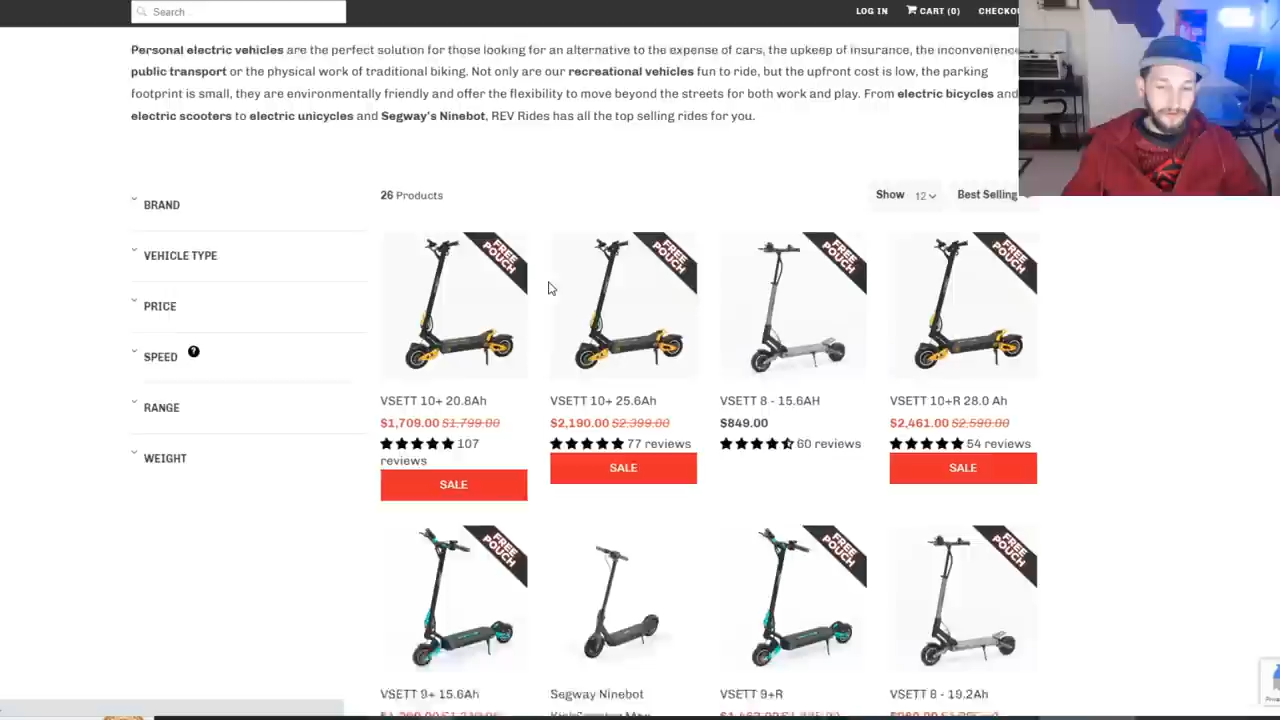 Search
LOG IN
CART (0)
CHECKOU
Personal electric vehicles are the perfect solution for those looking for an alternative to the expense of cars, the upkeep of insurance, the inconvenience
public transport or the physical work of traditional biking. Not only are our recreational vehicles fun to ride, but the upfront cost is low, the parking
footprint is small, they are environmentally friendly and offer the flexibility to move beyond the streets for both work and play. From electric bicycles and
electric scooters to electric unicycles and Segway's Ninebot, REV Rides has all the top selling rides for you.
BRAND
VEHICLE TYPE
PRICE
SPEED ?
RANGE
WEIGHT
26 Products
Show 12
Best Selling
FREE POUCH
FREE POUCH
FREE POUCH
FREE POUCH
VSETT 10+ 20.8Ah
$1,709.00 $1,799.00
107
reviews
SALE
VSETT 10+ 25.6Ah
$2,190.00 $2,399.00
77 reviews
SALE
VSETT 8 - 15.6AH
$849.00
60 reviews
VSETT 10+R 28.0 Ah
$2,461.00 $2,590.00
54 reviews
SALE
FREE POUCH
FREE POUCH
FREE POUCH
VSETT 9+ 15.6Ah
Segway Ninebot
VSETT 9+R
VSETT 8 - 19.2Ah